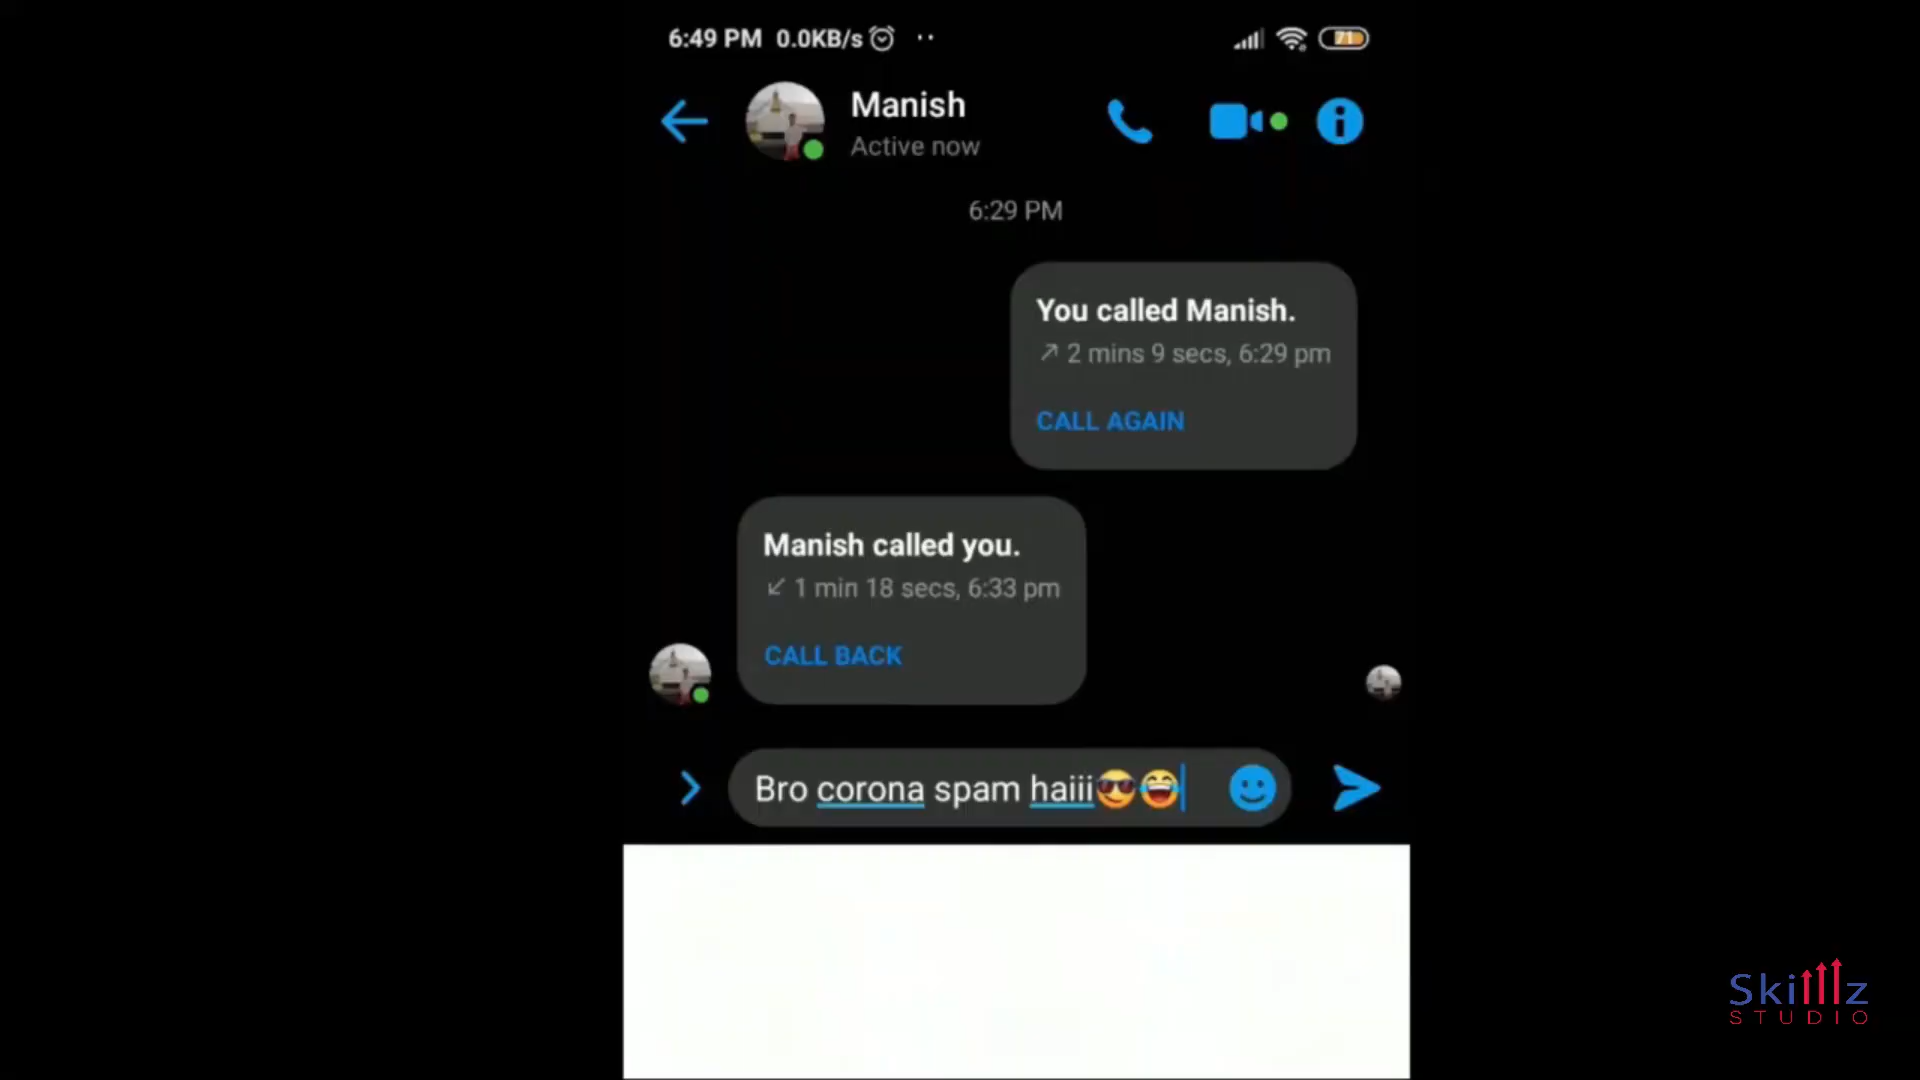 6:49 PM 0.0KB/s
71
Manish
Active now
6:29 PM
You called Manish.
2 mins 9 secs, 6:29 pm
CALL AGAIN
Manish called you.
1 min 18 secs, 6:33 pm
CALL BACK
Bro corona spam haiii😎😂
Skilllz
STUDIO